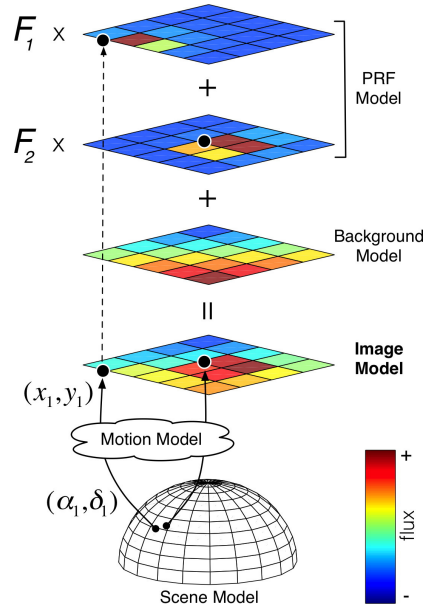 F1 X
+
PRF
Model
F2 X
+
Background
Model
=
Image
Model
(x1, y1)
Motion Model
(α1, δ1)
+
flux
-
Scene Model